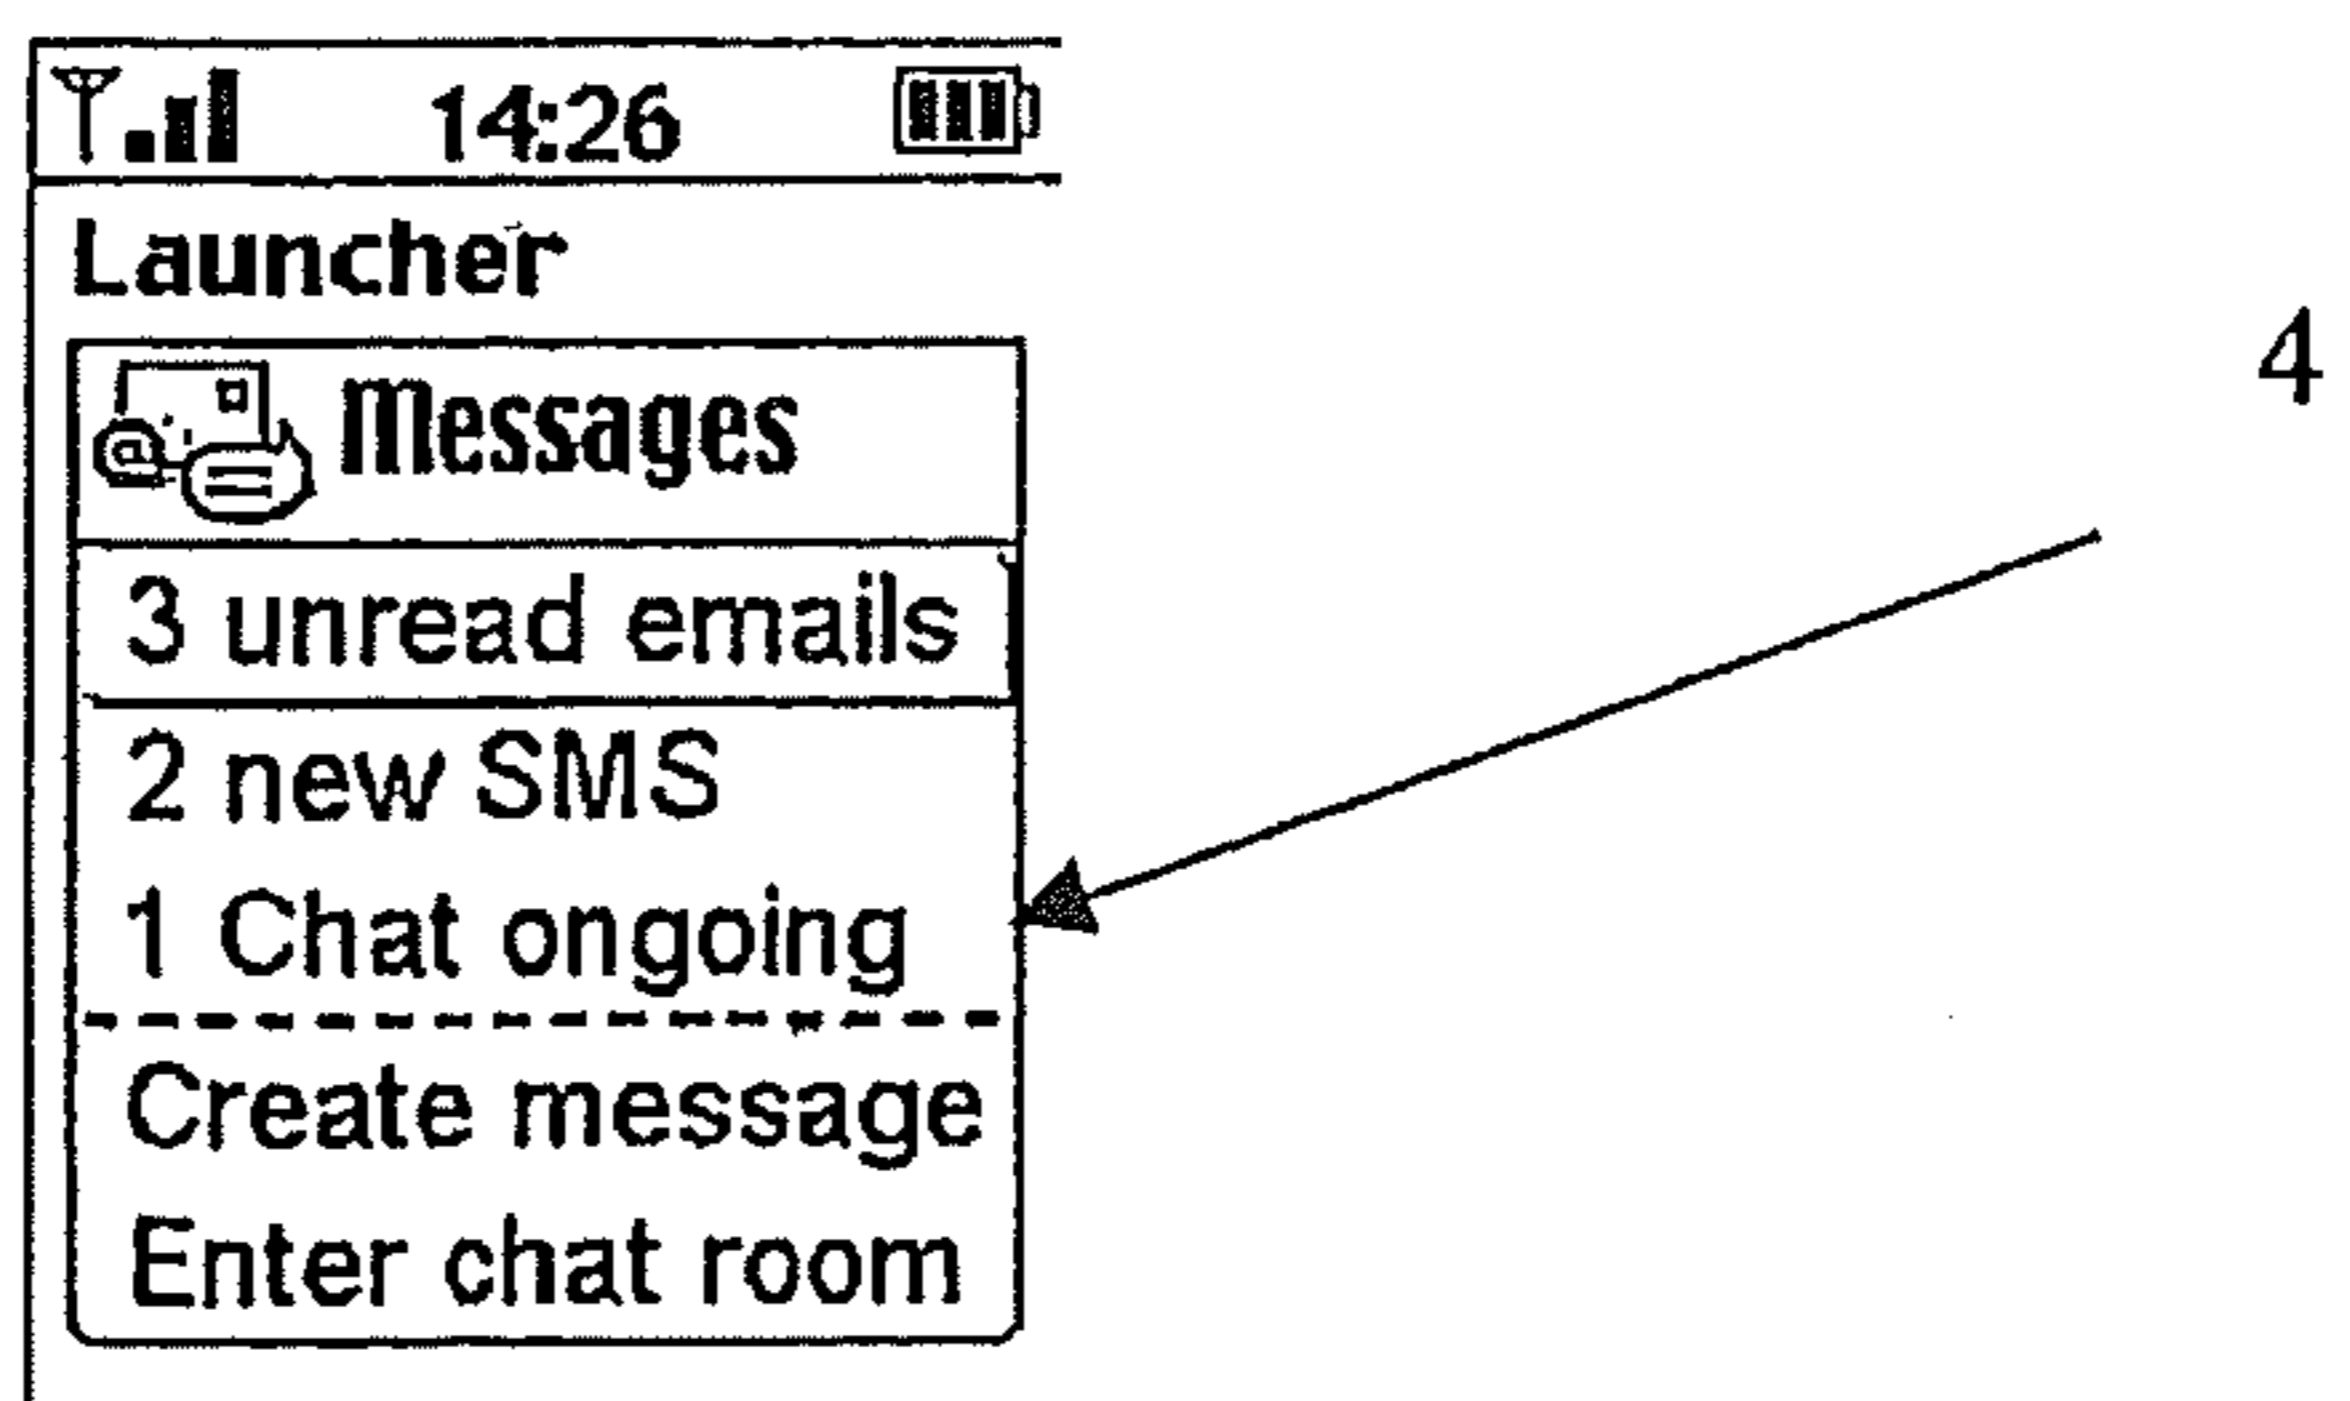 14:26
Launcher
4
Messages
@
3 unread emails
2 new SMS
1 Chat ongoing
Create message
Enter chat room